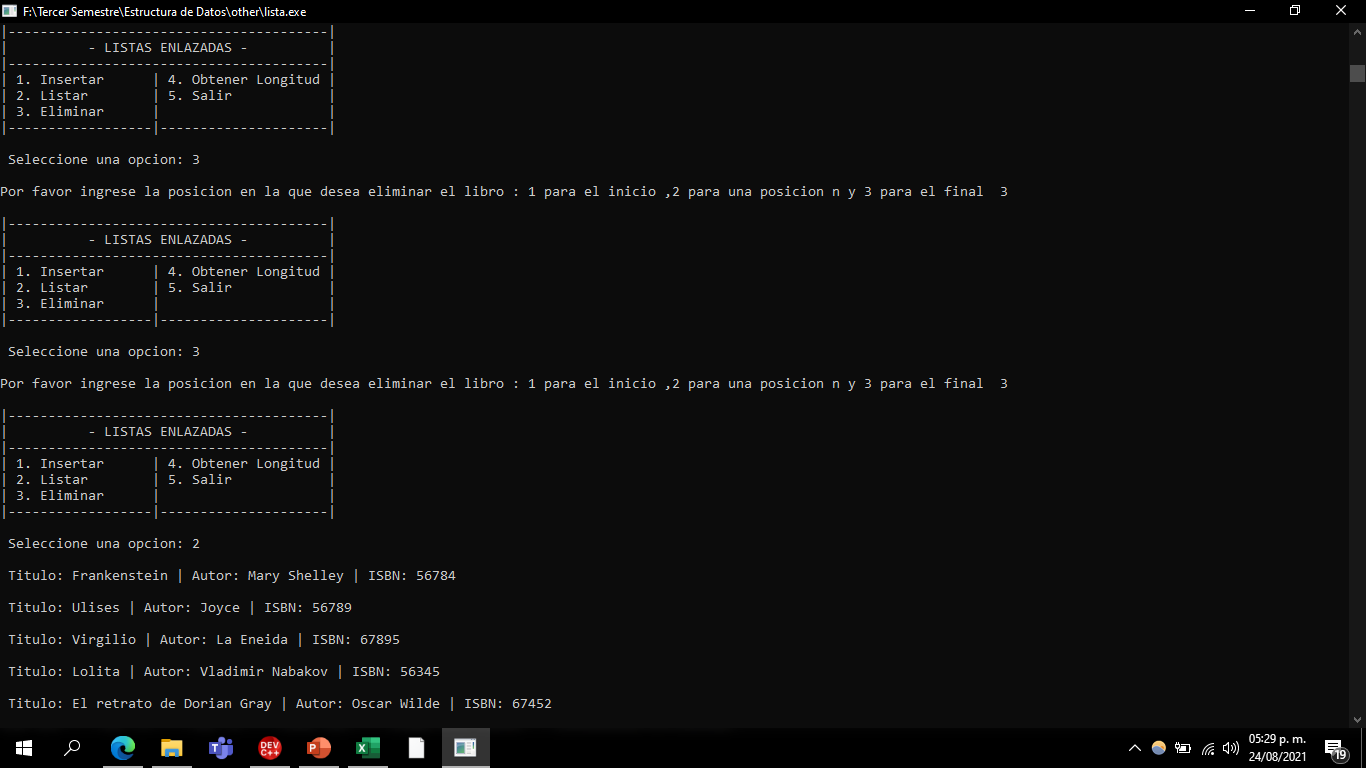 F:\Tercer Semestre\Estructura de Datos\other\lista.exe
|----------------------------------------|
|          - LISTAS ENLAZADAS -          |
|----------------------------------------|
| 1. Insertar      | 4. Obtener Longitud |
| 2. Listar        | 5. Salir            |
| 3. Eliminar      |                     |
|------------------|---------------------|
Seleccione una opcion: 3
Por favor ingrese la posicion en la que desea eliminar el libro : 1 para el inicio ,2 para una posicion n y 3 para el final  3
|----------------------------------------|
|          - LISTAS ENLAZADAS -          |
|----------------------------------------|
| 1. Insertar      | 4. Obtener Longitud |
| 2. Listar        | 5. Salir            |
| 3. Eliminar      |                     |
|------------------|---------------------|
Seleccione una opcion: 3
Por favor ingrese la posicion en la que desea eliminar el libro : 1 para el inicio ,2 para una posicion n y 3 para el final  3
|----------------------------------------|
|          - LISTAS ENLAZADAS -          |
|----------------------------------------|
| 1. Insertar      | 4. Obtener Longitud |
| 2. Listar        | 5. Salir            |
| 3. Eliminar      |                     |
|------------------|---------------------|
Seleccione una opcion: 2
Titulo: Frankenstein | Autor: Mary Shelley | ISBN: 56784
Titulo: Ulises | Autor: Joyce | ISBN: 56789
Titulo: Virgilio | Autor: La Eneida | ISBN: 67895
Titulo: Lolita | Autor: Vladimir Nabakov | ISBN: 56345
Titulo: El retrato de Dorian Gray | Autor: Oscar Wilde | ISBN: 67452
DEV C++
05:29 p. m.
24/08/2021
19